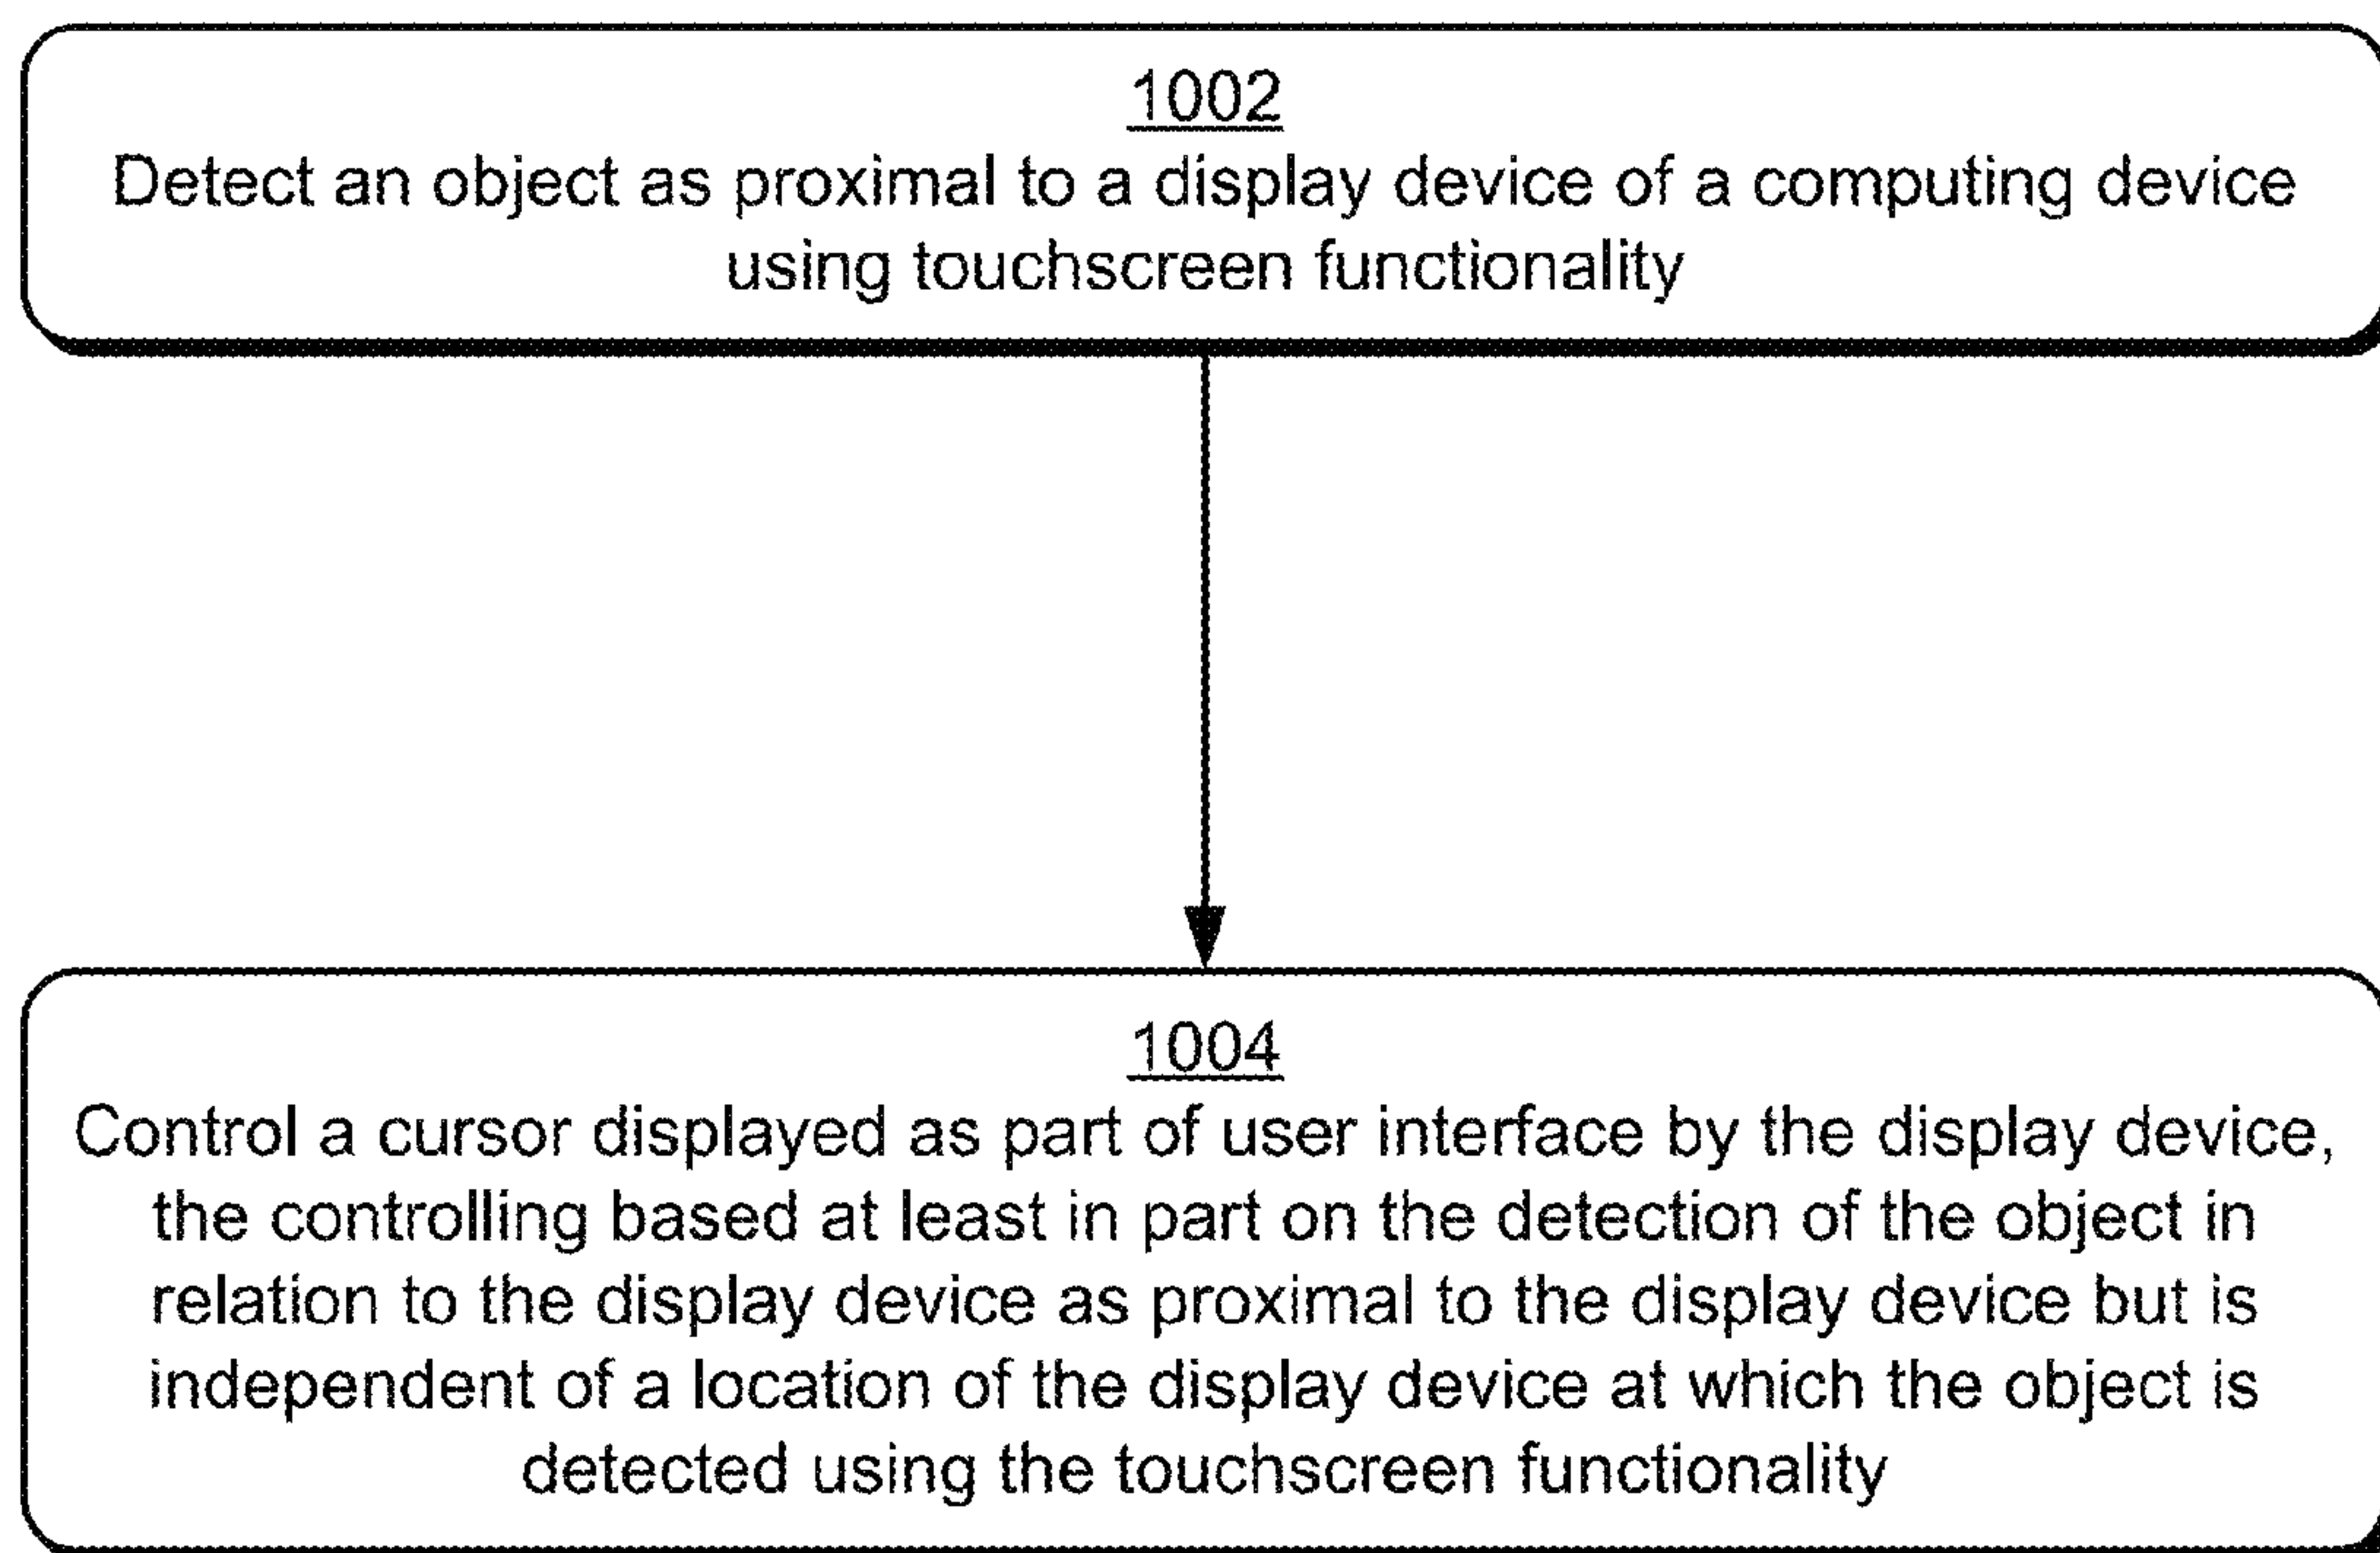 1002
Detect an object as proximal to a display device of a computing device
using touchscreen functionality
1004
Control a cursor displayed as part of user interface by the display device,
the controlling based at least in part on the detection of the object in
relation to the display device as proximal to the display device but is
independent of a location of the display device at which the object is
detected using the touchscreen functionality